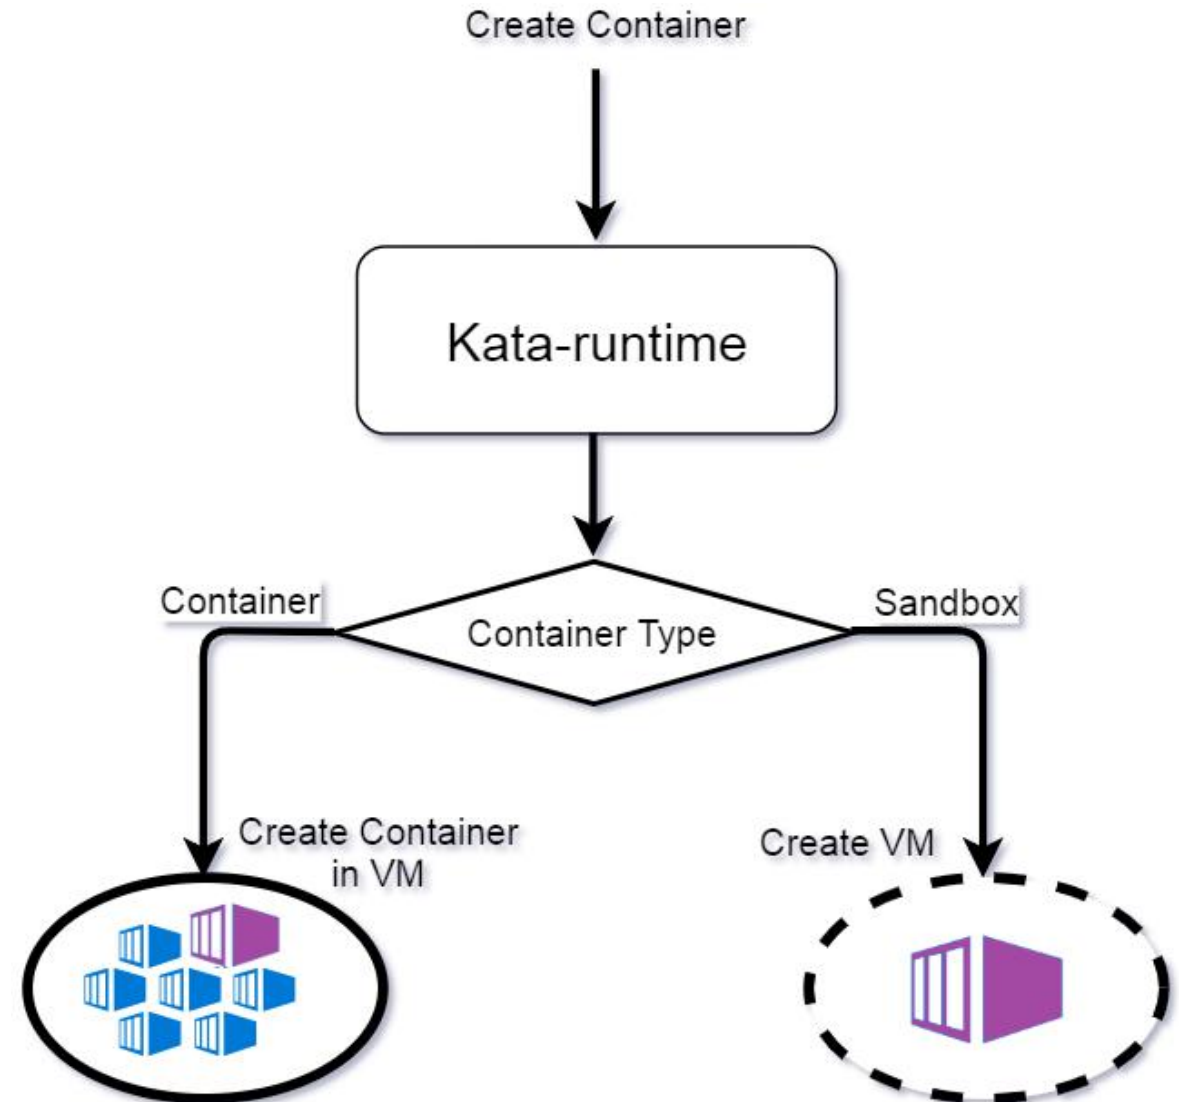 Create Container
Kata-runtime
Container
Sandbox
Container Type
Create Container
in VM
Create VM